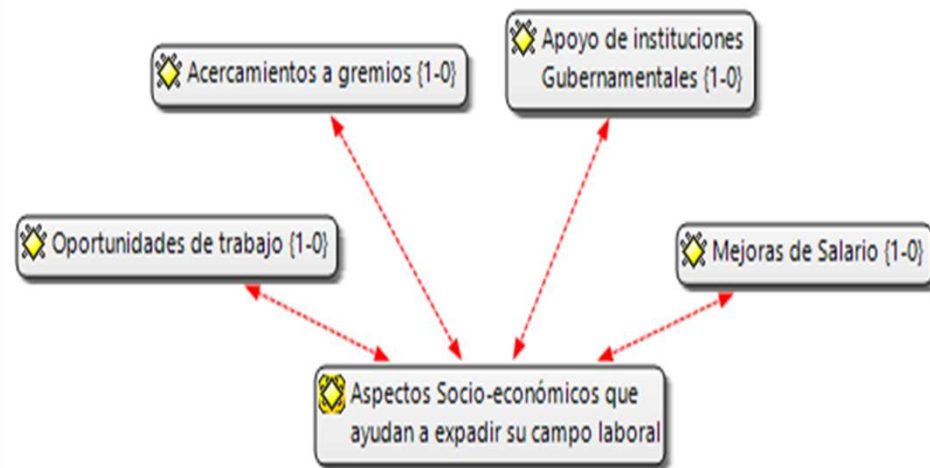 Acercamientos a gremios {1-0}
Apoyo de instituciones
Gubernamentales {1-0}
Oportunidades de trabajo {1-0}
Mejoras de Salario {1-0}
Aspectos Socio-económicos que
ayudan a expadir su campo laboral